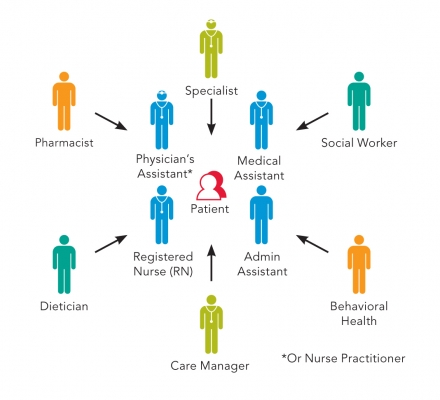 Specialist
Pharmacist
Social Worker
Physician's
Assistant*
Medical
Assistant
Patient
Registered
Nurse (RN)
Admin
Assistant
Dietician
Behavioral
Health
Care Manager
*Or Nurse Practitioner